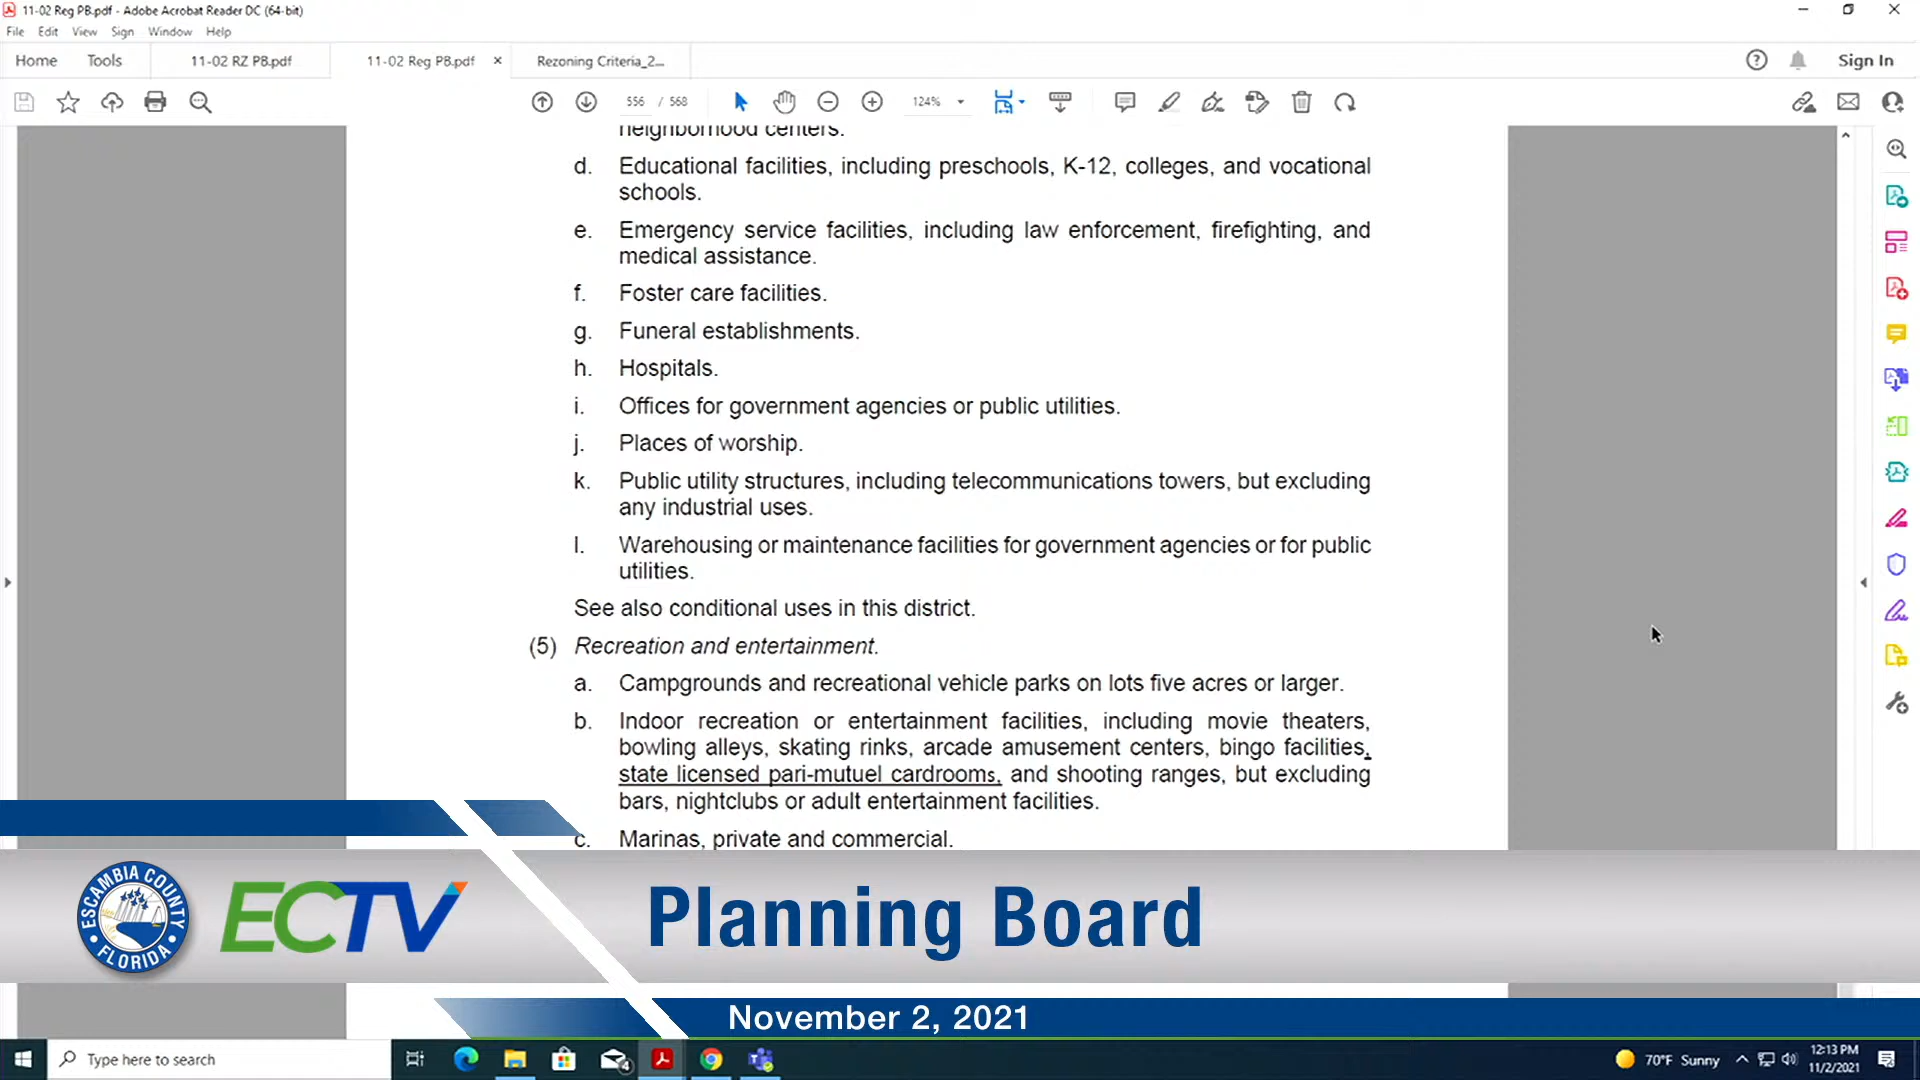 11-02 Reg PB.pdf - Adobe Acrobat Reader DC (64-bit)
File Edit View Sign Window Help
Home Tools 11-02 RZ PB.pdf 11-02 Reg PB.pdf × Rezoning Criteria_2... Sign In
556 / 568 124%
neighborhood centers.
d. Educational facilities, including preschools, K-12, colleges, and vocational
schools.
e. Emergency service facilities, including law enforcement, firefighting, and
medical assistance.
f. Foster care facilities.
g. Funeral establishments.
h. Hospitals.
i. Offices for government agencies or public utilities.
j. Places of worship.
k. Public utility structures, including telecommunications towers, but excluding
any industrial uses.
l. Warehousing or maintenance facilities for government agencies or for public
utilities.
See also conditional uses in this district.
(5) Recreation and entertainment.
a. Campgrounds and recreational vehicle parks on lots five acres or larger.
b. Indoor recreation or entertainment facilities, including movie theaters,
bowling alleys, skating rinks, arcade amusement centers, bingo facilities,
state licensed pari-mutuel cardrooms, and shooting ranges, but excluding
bars, nightclubs or adult entertainment facilities.
c. Marinas, private and commercial.
ESCAMBIA COUNTY
FLORIDA
ECTV
Planning Board
November 2, 2021
Type here to search
4
70°F Sunny
12:13 PM
11/2/2021